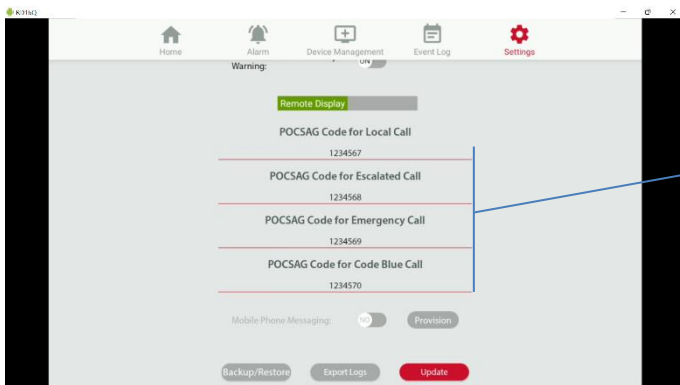 KD16Q
Home Alarm Device Management Event Log Settings
Warning: ON
Remote Display
POCSAG Code for Local Call
1234567
POCSAG Code for Escalated Call
1234568
POCSAG Code for Emergency Call
1234569
POCSAG Code for Code Blue Call
1234570
Mobile Phone Messaging: NO Provision
Backup/Restore Export Logs Update